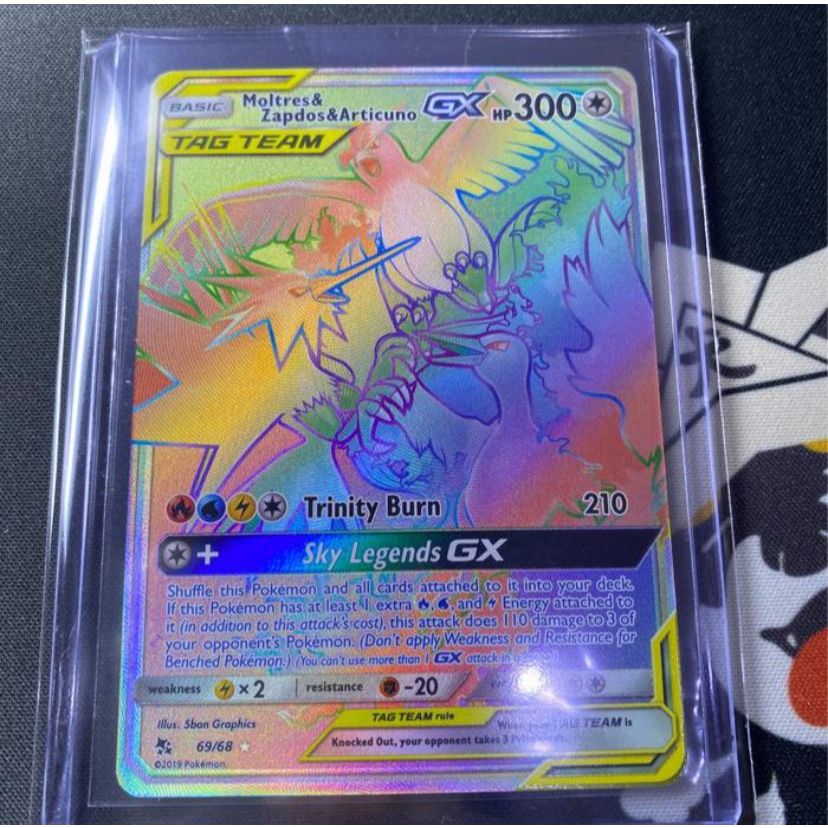 BASIC Moltres&
Zapdos&Articuno GX HP 300
TAG TEAM
Trinity Burn 210
+ Sky Legends GX
Shuffle this Pokémon and all cards attached to it into your deck.
If this Pokémon has at least 1 extra , , and Energy attached to
it (in addition to this attack's cost), this attack does 110 damage to 3 of
your opponent's Pokémon. (Don't apply Weakness and Resistance for
Benched Pokémon.) (You can't use more than 1 GX attack in a
weakness ×2 resistance -20
Illus. 5ban Graphics
TAG TEAM rule
When your TAG TEAM is
Knocked Out, your opponent takes 3
69/68
©2019 Pokémon